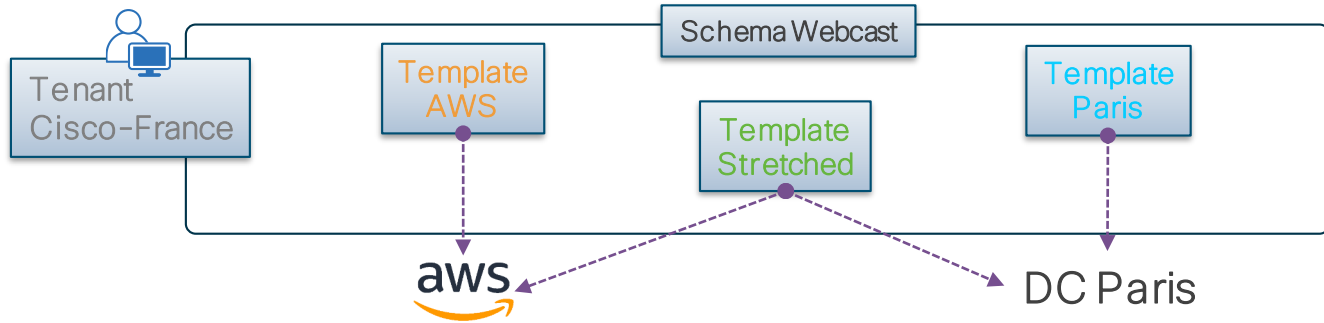 Schema Webcast
Tenant
Cisco-France
Template
AWS
Template
Stretched
Template
Paris
aws
DC Paris